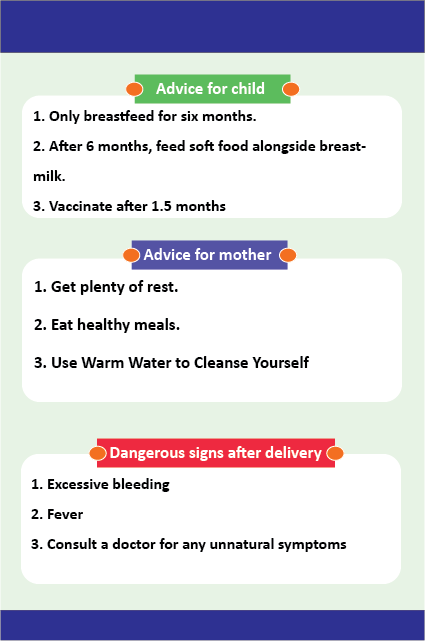 Advice for child
1. Only breastfeed for six months.
2. After 6 months, feed soft food alongside breast-
milk.
3. Vaccinate after 1.5 months
Advice for mother
1. Get plenty of rest.
2. Eat healthy meals.
3. Use Warm Water to Cleanse Yourself
Dangerous signs after delivery
1. Excessive bleeding
2. Fever
3. Consult a doctor for any unnatural symptoms